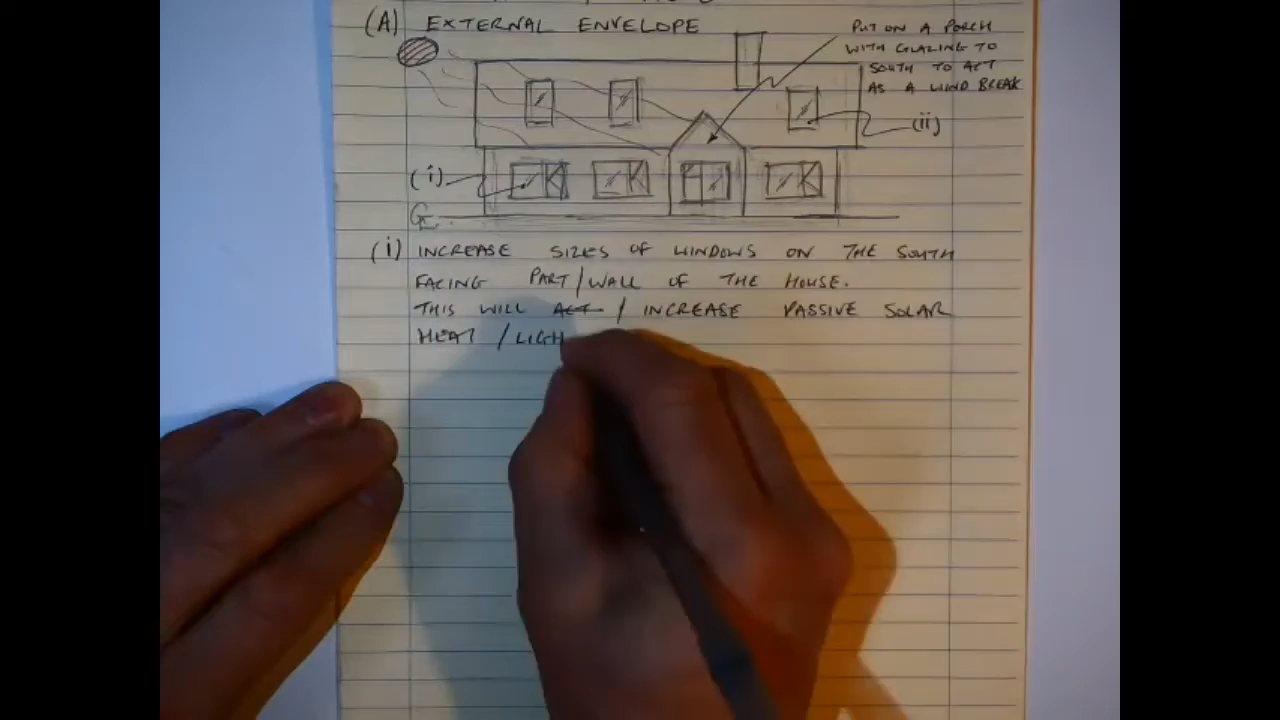 (A) EXTERNAL ENVELOPE
PUT ON A PORCH
WITH GLAZING TO
SOUTH TO ACT
AS A WIND BREAK
(ii)
(i)
GL
(i) INCREASE SIZES OF WINDOWS ON THE SOUTH
FACING PART/WALL OF THE HOUSE.
THIS WILL ACT / INCREASE PASSIVE SOLAR
HEAT / LIGH